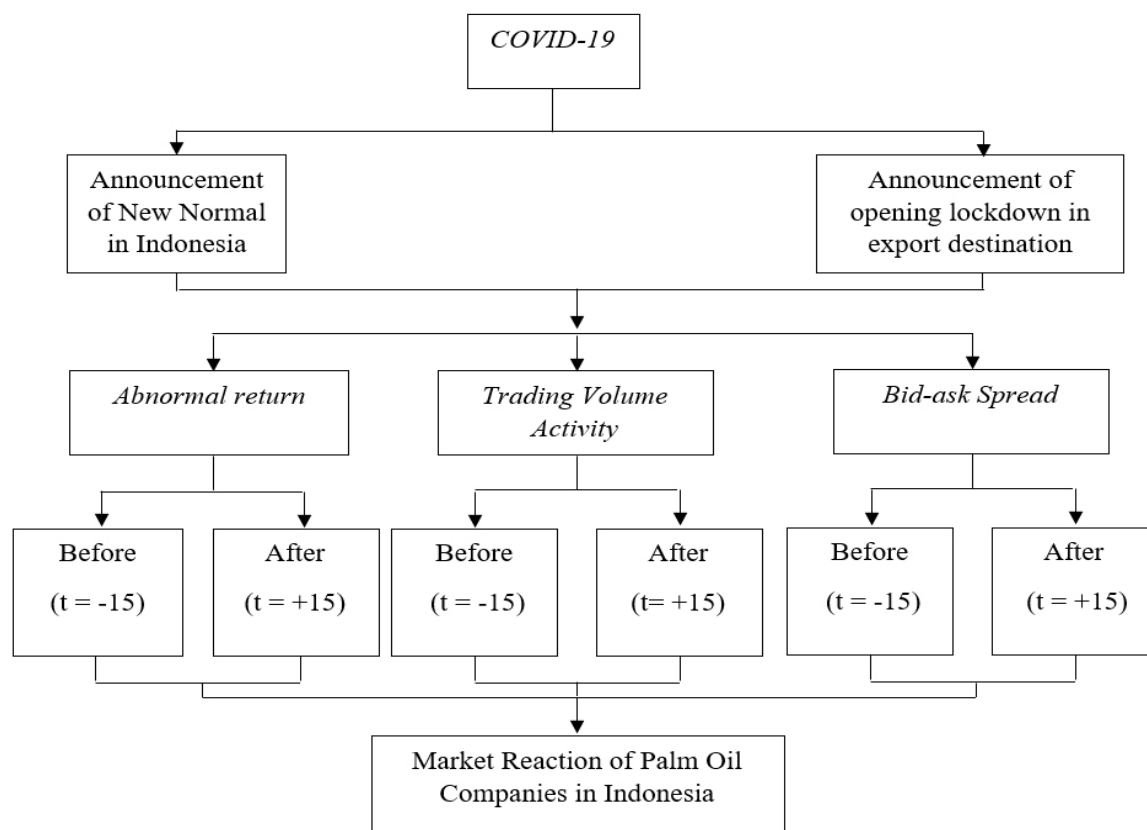 COVID-19
Announcement
of New Normal
in Indonesia
Announcement of
opening lockdown in
export destination
Abnormal return
Trading Volume
Activity
Bid-ask Spread
Before
(t = -15)
After
(t = +15)
Before
(t = -15)
After
(t= +15)
Before
(t = -15)
After
(t = +15)
Market Reaction of Palm Oil
Companies in Indonesia